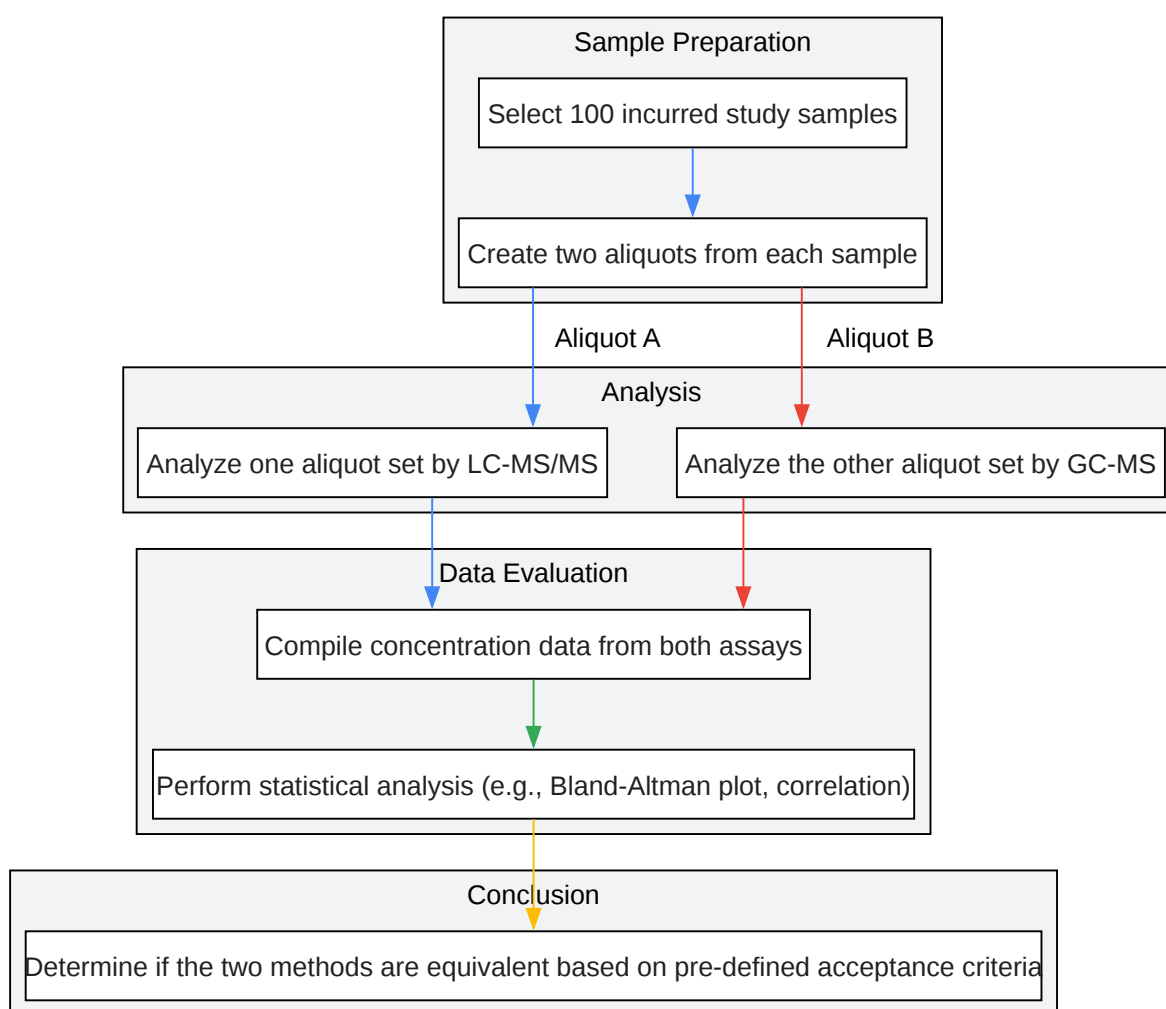 Sample Preparation
Select 100 incurred study samples
Create two aliquots from each sample
Aliquot A
Aliquot B
Analysis
Analyze one aliquot set by LC-MS/MS
Analyze the other aliquot set by GC-MS
Data Evaluation
Compile concentration data from both assays
Perform statistical analysis (e.g., Bland-Altman plot, correlation)
Conclusion
Determine if the two methods are equivalent based on pre-defined acceptance criteria